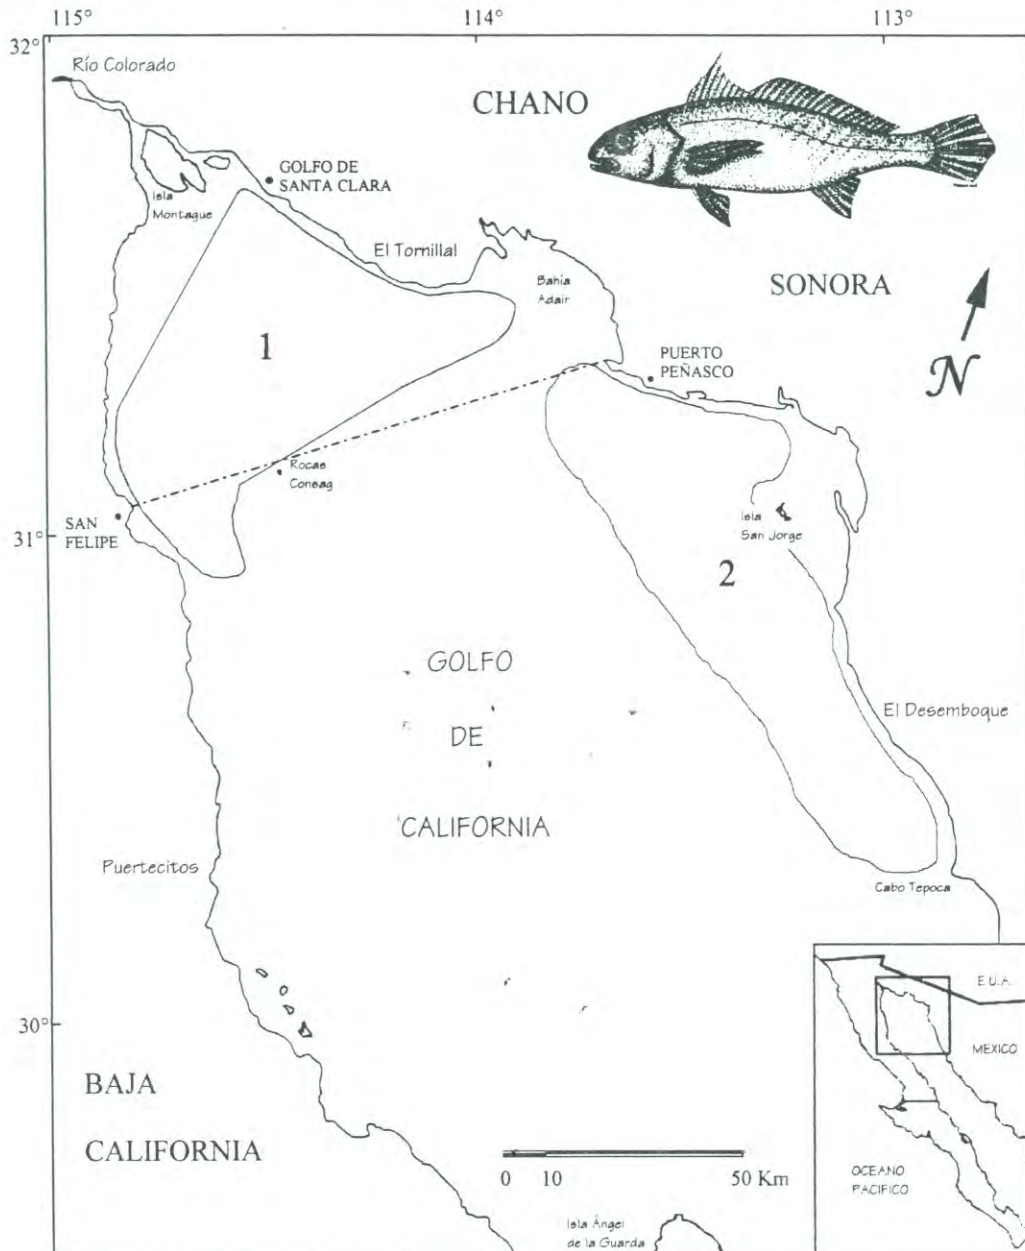 115°
114°
113°
32°
Río Colorado
CHANO
GOLFO DE
SANTA CLARA
Isla
Montague
El Tornillal
Bahía
Adair
SONORA
1
PUERTO
PEÑASCO
N
Rocas
Consag
SAN
FELIPE
31°
Isla
San Jorge
2
GOLFO
DE
CALIFORNIA
El Desemboque
Puertecitos
Cabo Tepoca
30°
E.U.A.
MEXICO
BAJA
CALIFORNIA
0 10 50 Km
OCEANO
PACIFICO
Isla Ángel
de la Guarda